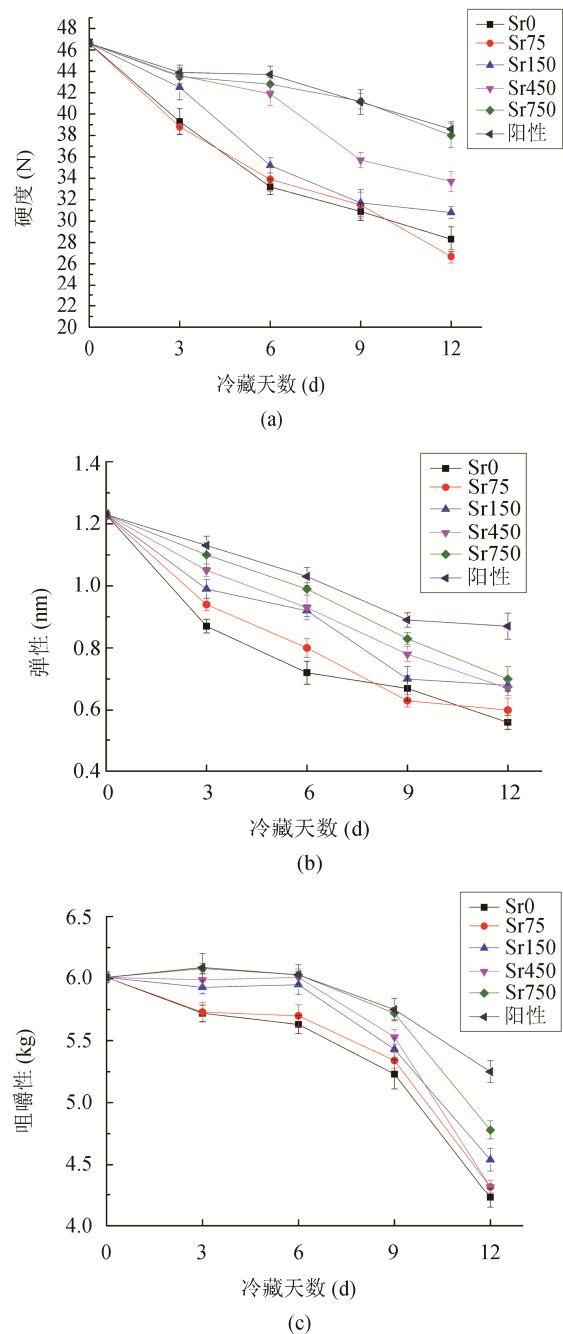 48
46
44
42
40
38
36
34
32
30
28
26
24
22
20
硬度 (N)
Sr0
Sr75
Sr150
Sr450
Sr750
阳性
0 3 6 9 12
冷藏天数 (d)
(a)
1.4
1.2
1.0
0.8
0.6
0.4
弹性 (nm)
Sr0
Sr75
Sr150
Sr450
Sr750
阳性
0 3 6 9 12
冷藏天数 (d)
(b)
6.5
6.0
5.5
5.0
4.5
4.0
咀嚼性 (kg)
Sr0
Sr75
Sr150
Sr450
Sr750
阳性
0 3 6 9 12
冷藏天数 (d)
(c)